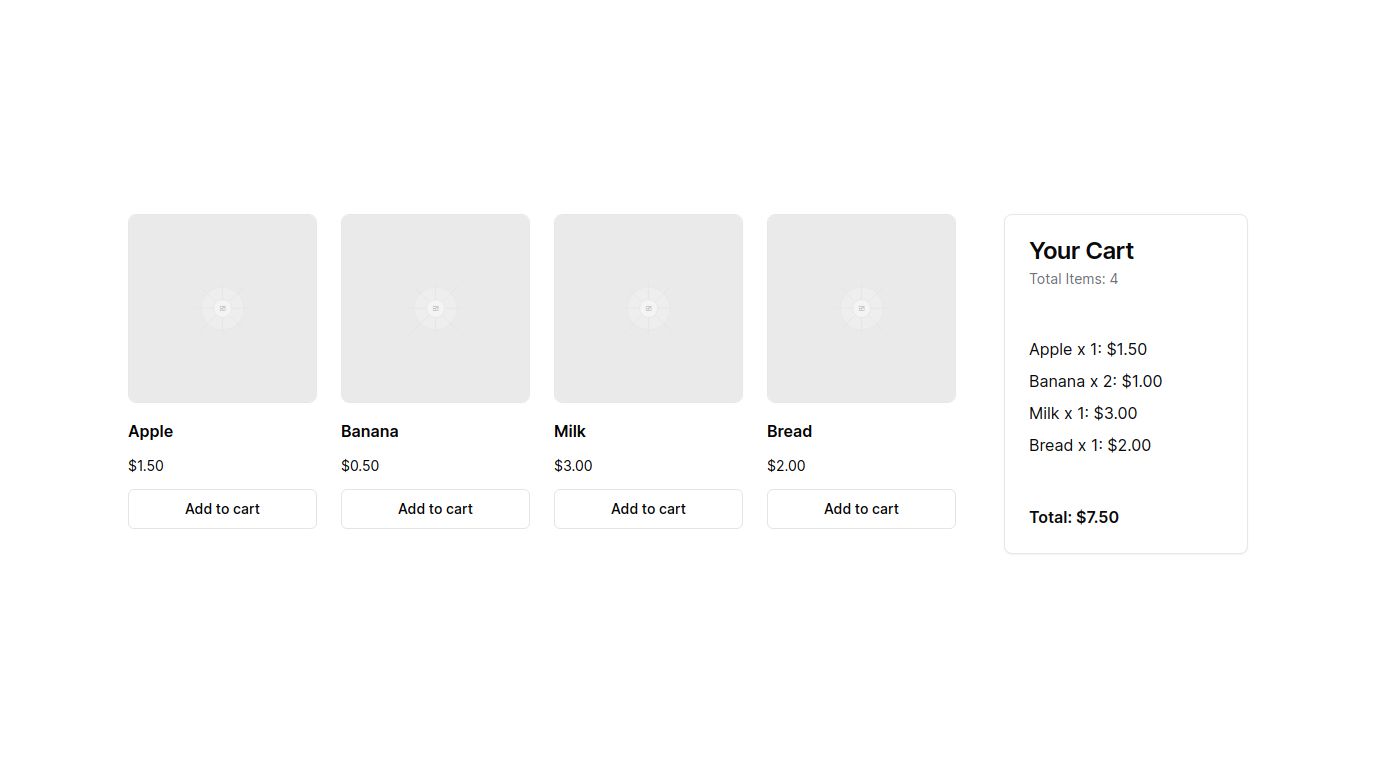 Apple
$1.50
Add to cart
Banana
$0.50
Add to cart
Milk
$3.00
Add to cart
Bread
$2.00
Add to cart
Your Cart
Total Items: 4
Apple x 1: $1.50
Banana x 2: $1.00
Milk x 1: $3.00
Bread x 1: $2.00
Total: $7.50